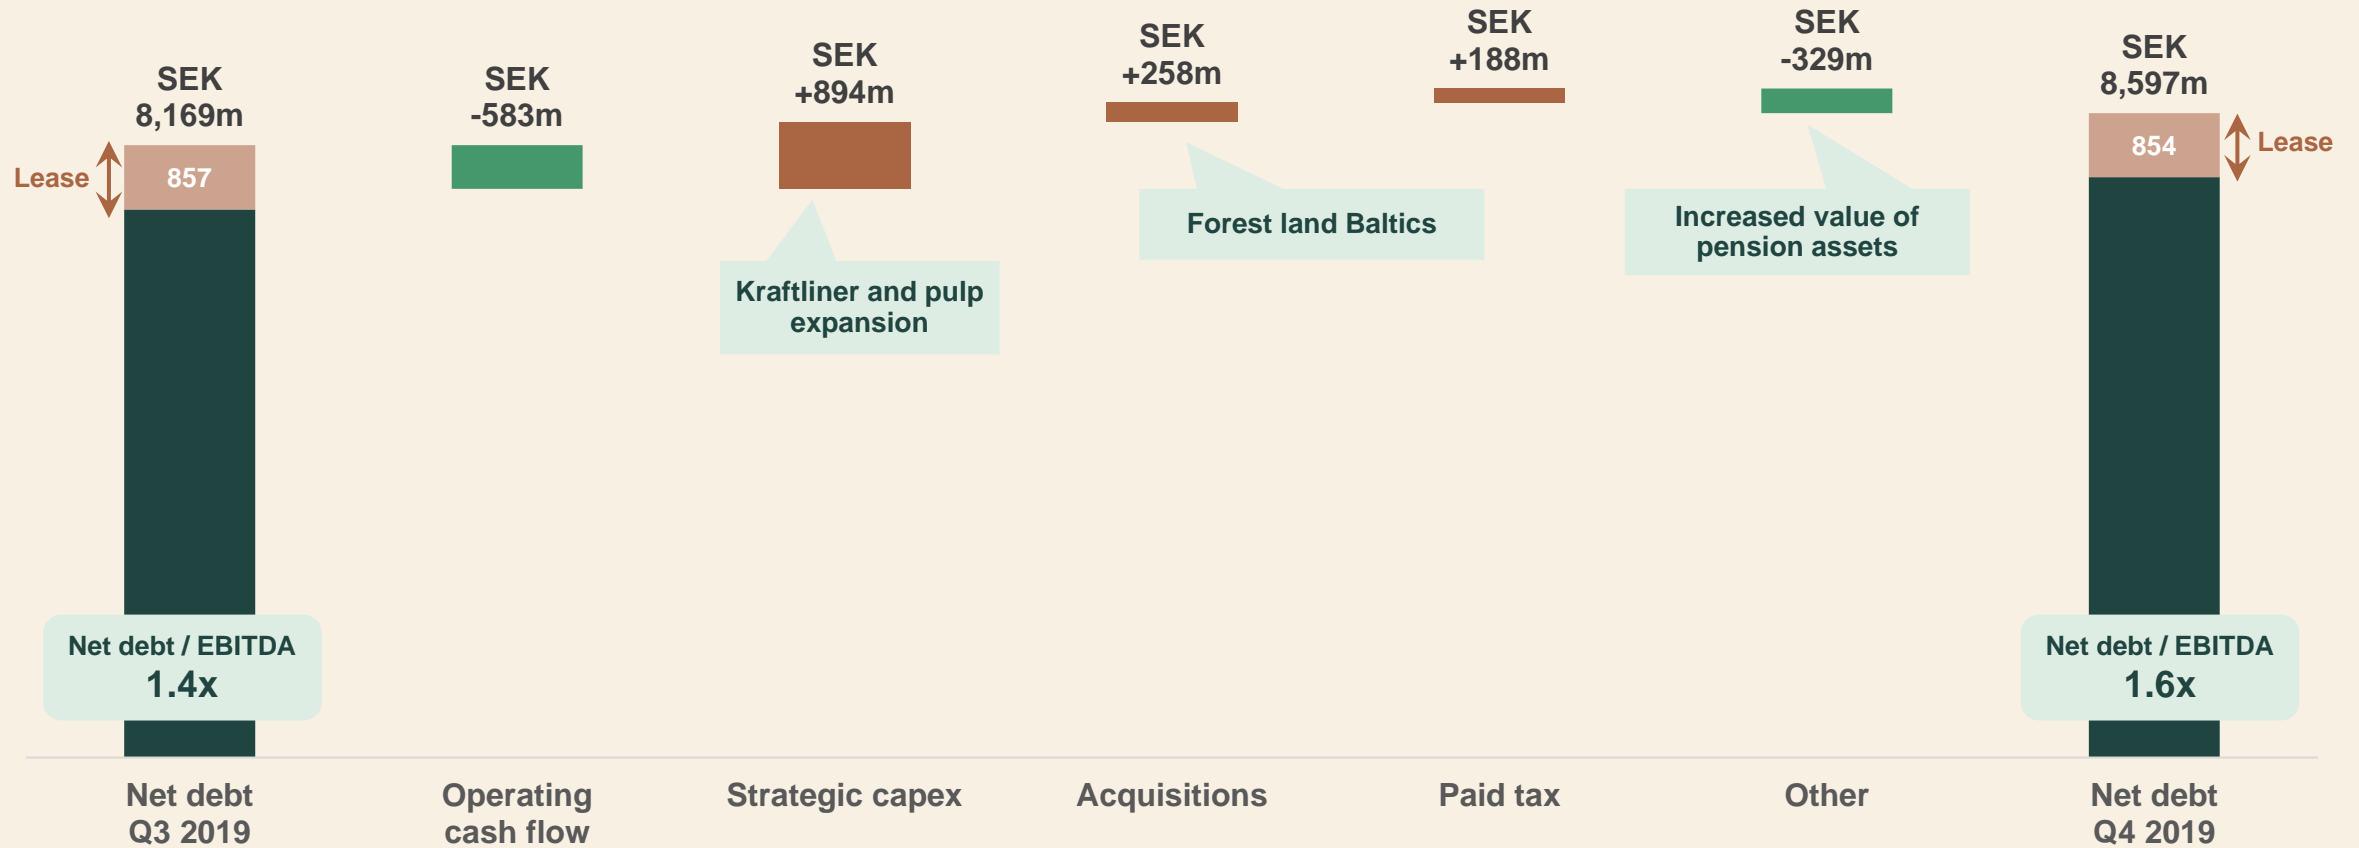 SEK
8,169m
Lease
857
Net debt / EBITDA
1.4x
Net debt
Q3 2019
SEK
-583m
Operating
cash flow
SEK
+894m
Kraftliner and pulp
expansion
Strategic capex
SEK
+258m
Forest land Baltics
Acquisitions
SEK
+188m
Paid tax
SEK
-329m
Increased value of
pension assets
Other
SEK
8,597m
854
Lease
Net debt / EBITDA
1.6x
Net debt
Q4 2019